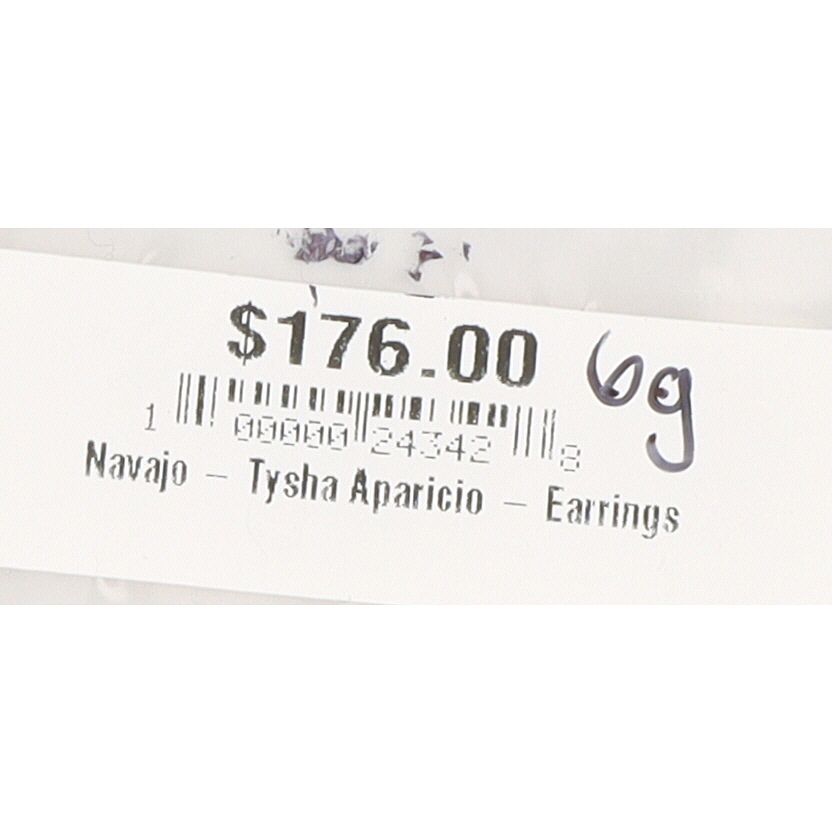 $176.00 6g
1 00000 24342 8
Navajo - Tysha Aparicio - Earrings